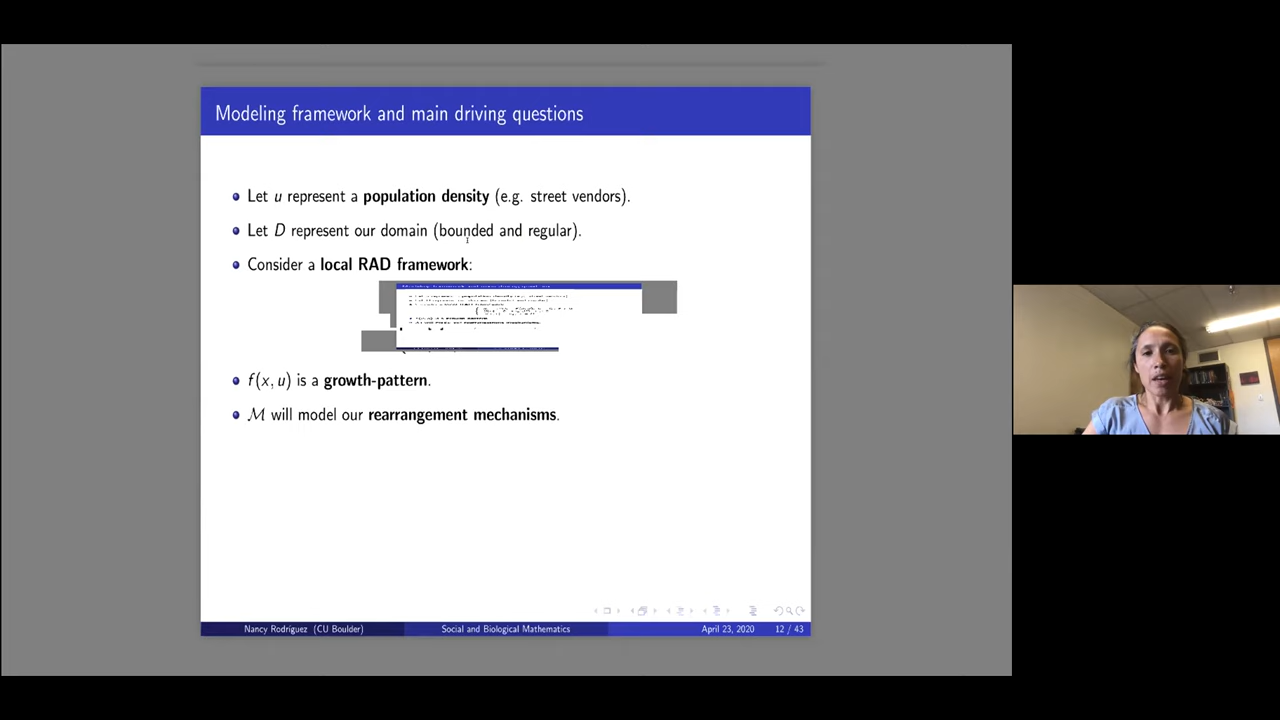 Modeling framework and main driving questions
Let u represent a population density (e.g. street vendors).
Let D represent our domain (bounded and regular).
Consider a local RAD framework:
f(x, u) is a growth-pattern.
ℳ will model our rearrangement mechanisms.
Nancy Rodriguez (CU Boulder) Social and Biological Mathematics April 23, 2020 12 / 43